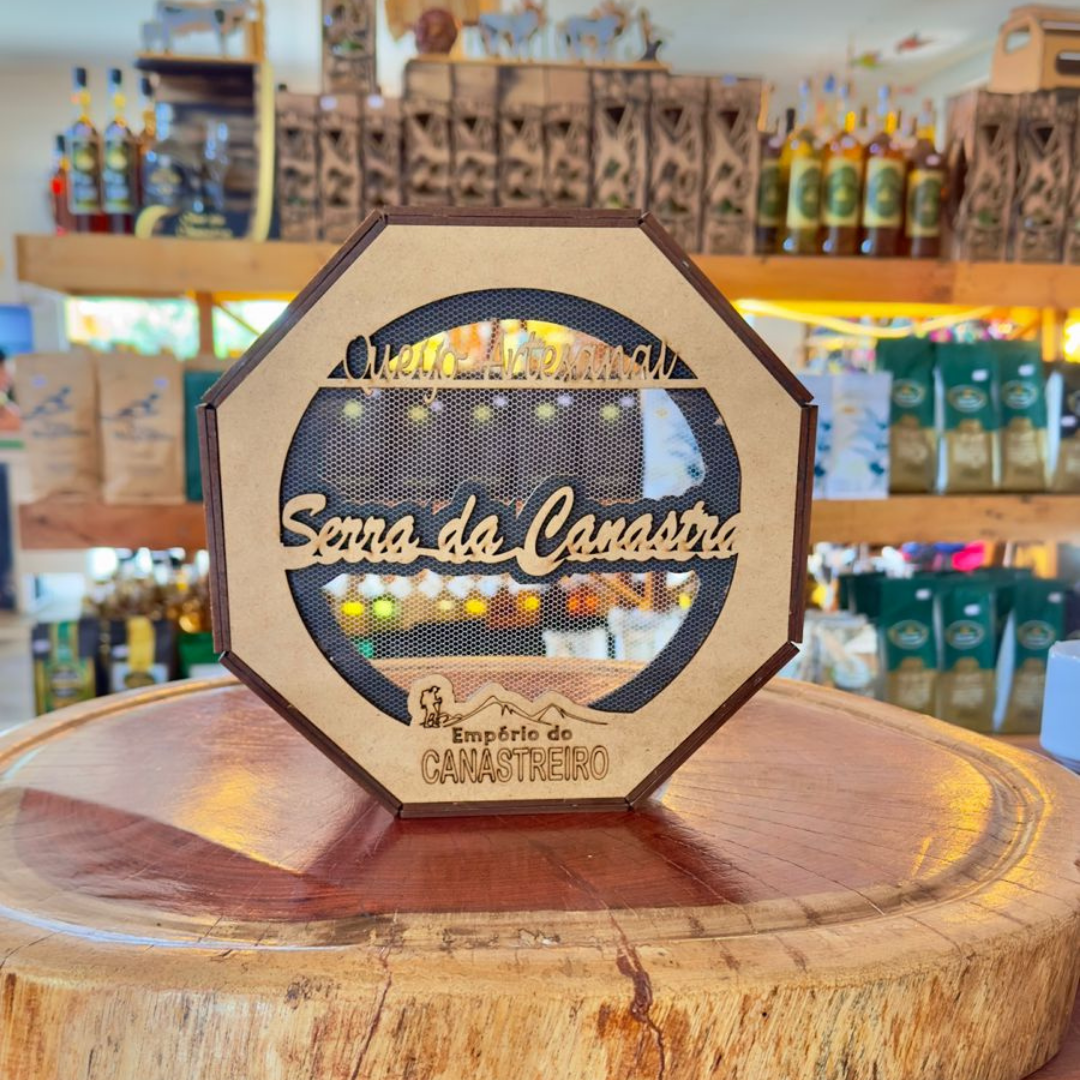 Queijo Artesanal
Serra da Canastra
Empório do
CANASTREIRO